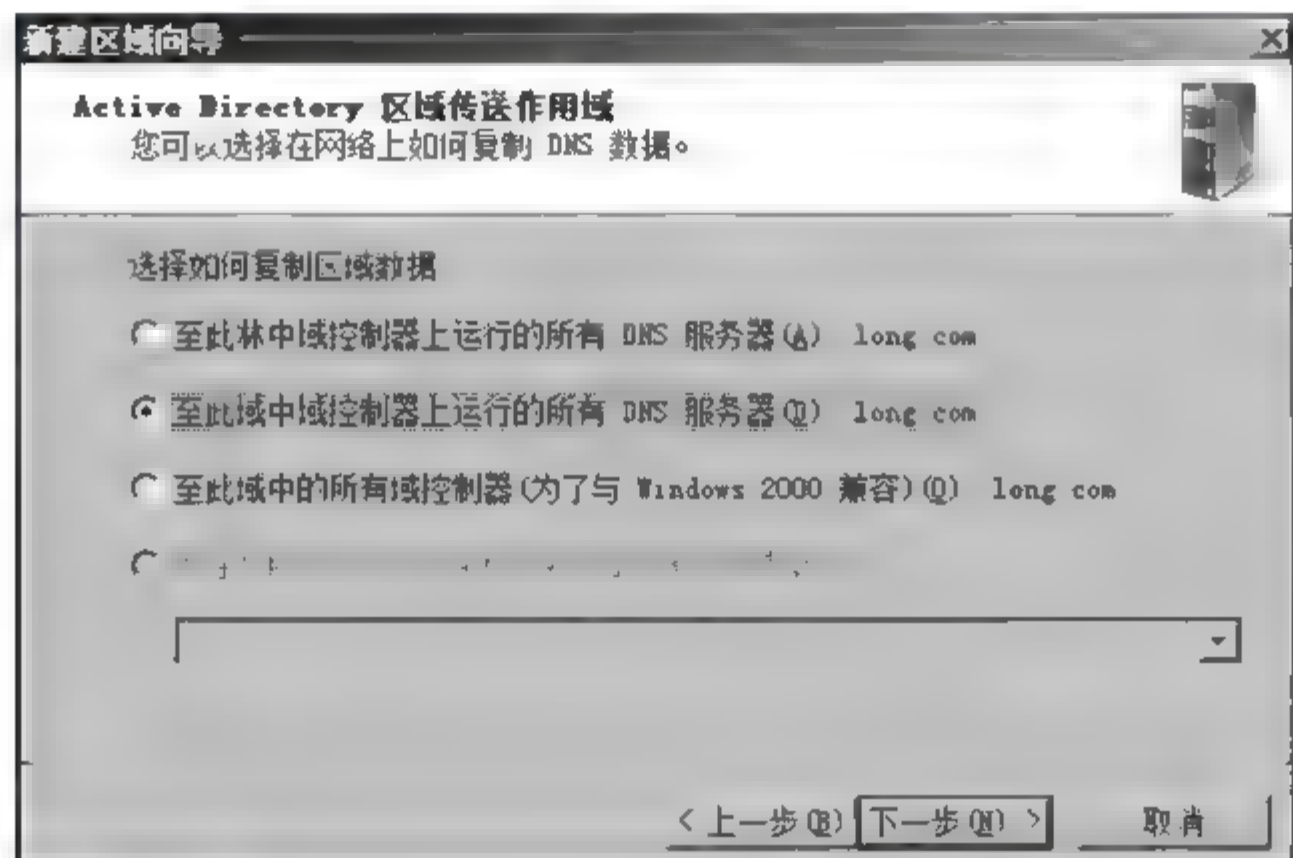 新建区域向导
Active Directory 区域传送作用域
您可以选择在网络上如何复制 DNS 数据。
选择如何复制区域数据
至此林中域控制器上运行的所有 DNS 服务器(A) long com
至此域中域控制器上运行的所有 DNS 服务器(D) long com
至此域中的所有域控制器(为了与 Windows 2000 兼容)(O) long com
< 上一步(B) 下一步(N) > 取消